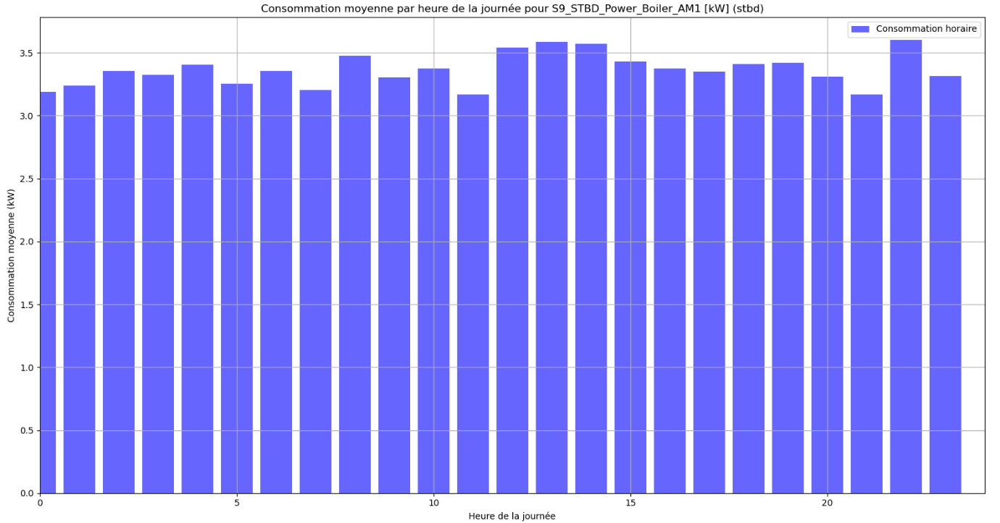 Consommation moyenne par heure de la journée pour S9_STBD_Power_Boiler_AM1 [kW] (stbd)
Consommation horaire
Consommation moyenne (kW)
3.5
3.0
2.5
2.0
1.5
1.0
0.5
0.0
0 5 10 15 20
Heure de la journée